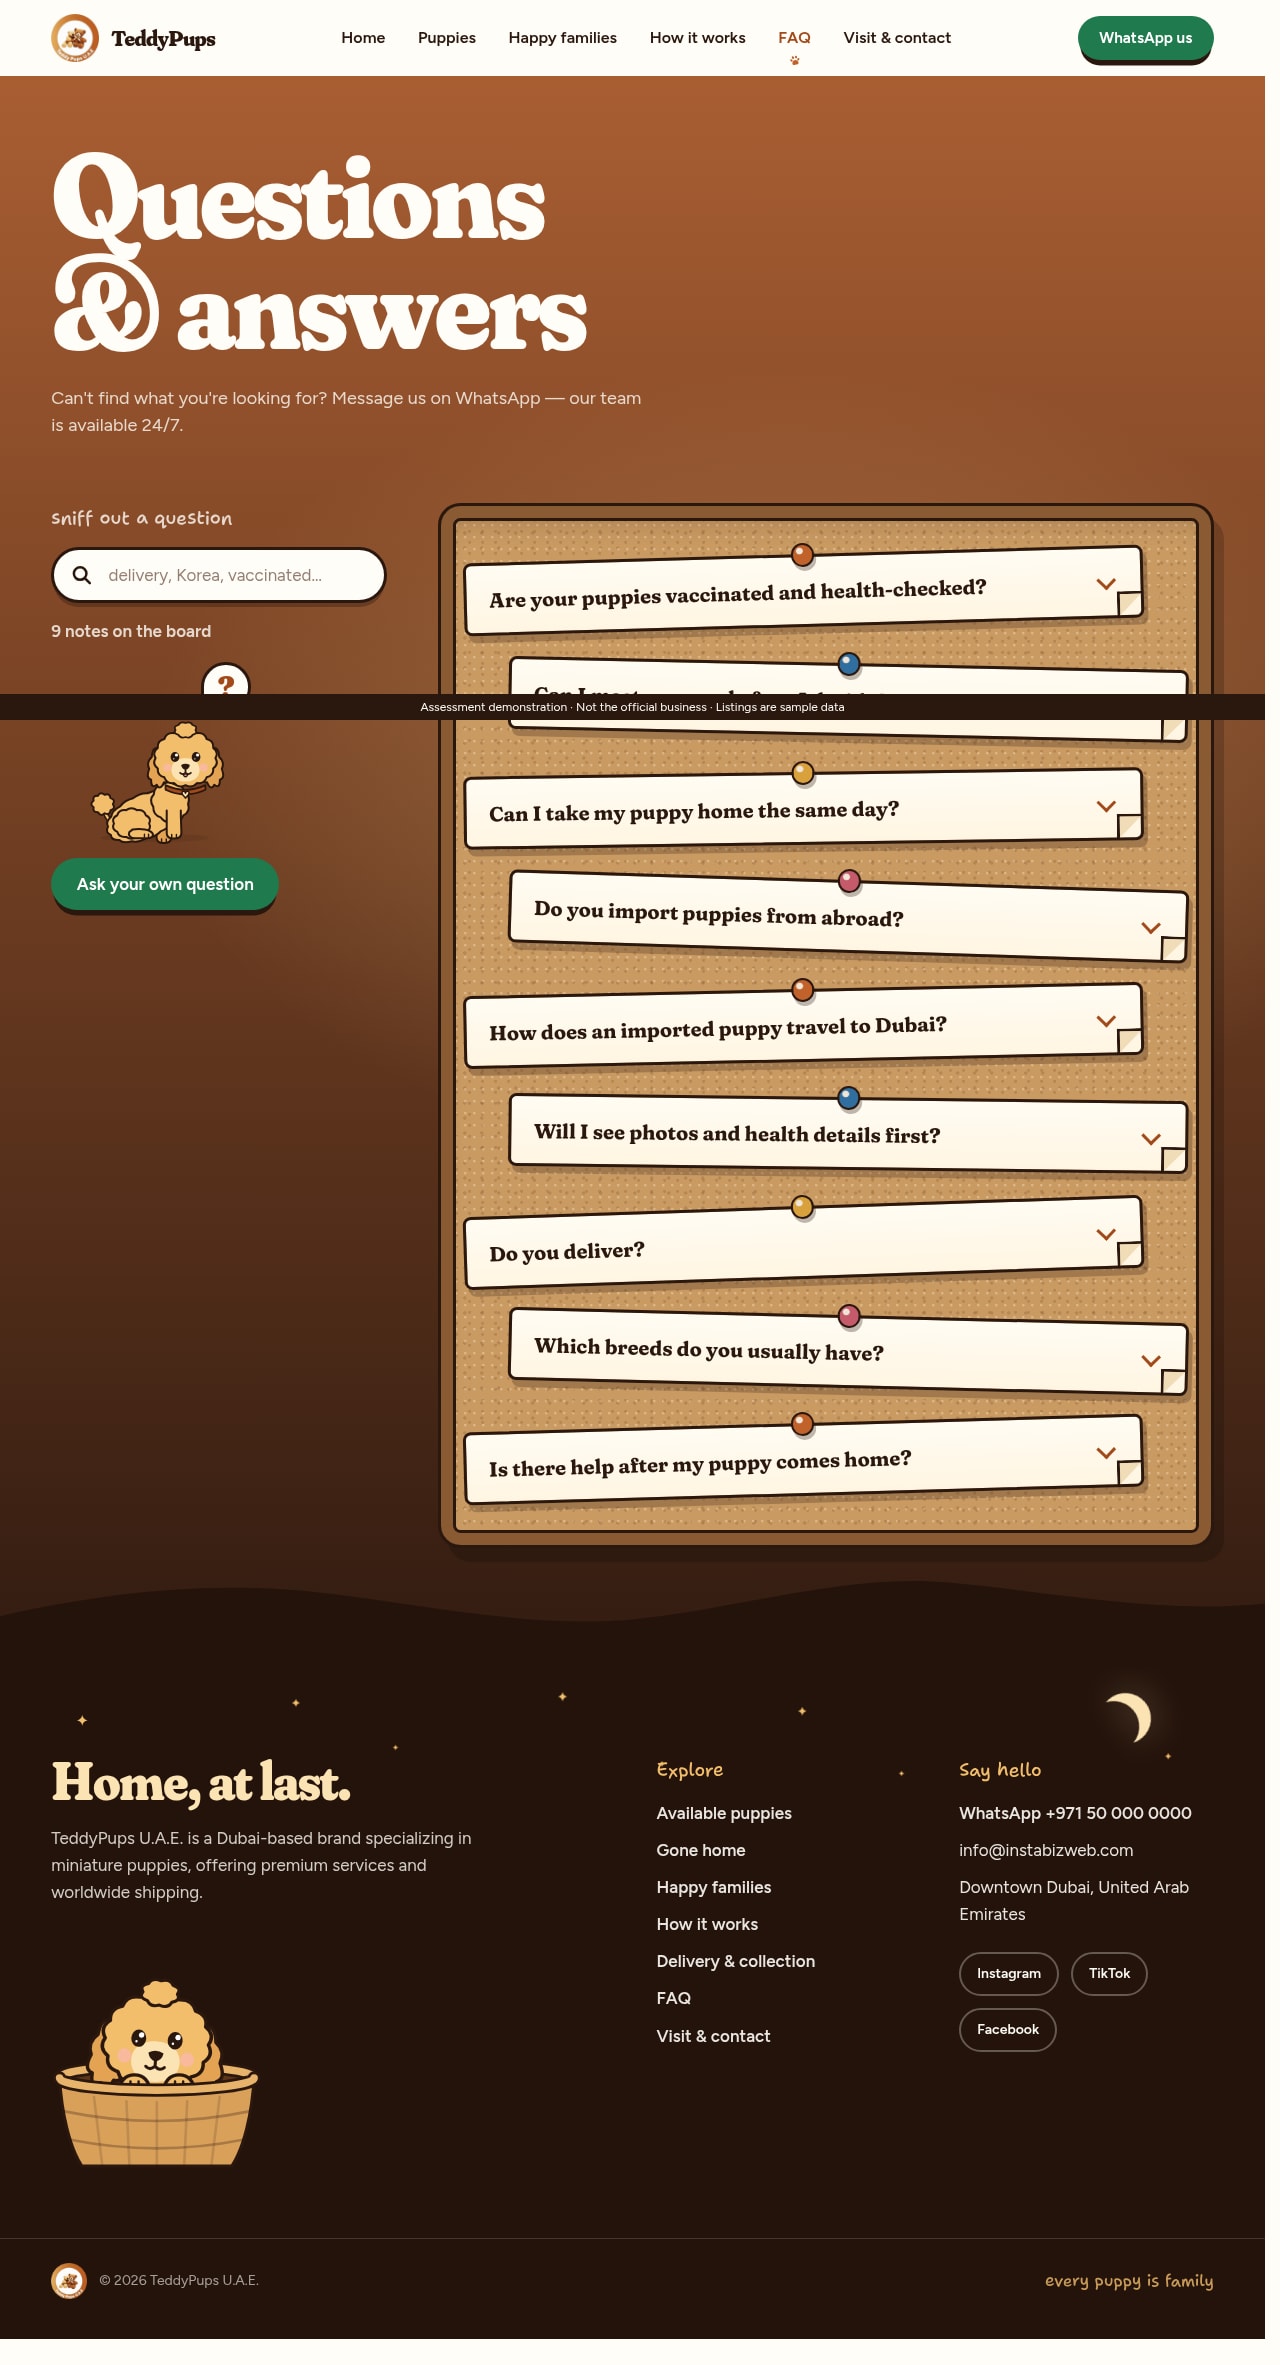 TeddyPups
Home
Puppies
Happy families
How it works
FAQ
Visit & contact
WhatsApp us
Questions
& answers
Can't find what you're looking for? Message us on WhatsApp — our team
is available 24/7.
sniff out a question
delivery, Korea, vaccinated...
9 notes on the board
?
Ask your own question
Are your puppies vaccinated and health-checked?
Can I
Assessment demonstration · Not the official business · Listings are sample data
Can I take my puppy home the same day?
Do you import puppies from abroad?
How does an imported puppy travel to Dubai?
Will I see photos and health details first?
Do you deliver?
Which breeds do you usually have?
Is there help after my puppy comes home?
Home, at last.
TeddyPups U.A.E. is a Dubai-based brand specializing in
miniature puppies, offering premium services and
worldwide shipping.
Explore
Available puppies
Gone home
Happy families
How it works
Delivery & collection
FAQ
Visit & contact
Say hello
WhatsApp +971 50 000 0000
info@instabizweb.com
Downtown Dubai, United Arab
Emirates
Instagram
TikTok
Facebook
© 2026 TeddyPups U.A.E.
every puppy is family